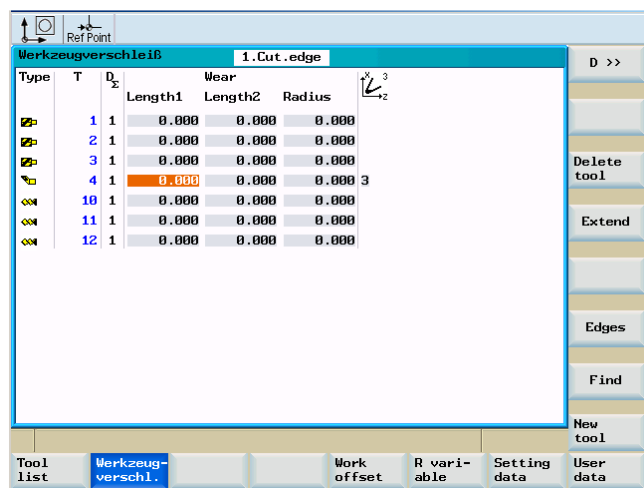 Ref Point
Werkzeugverschleiß 1.Cut.edge
Type T D Σ Wear
Length1 Length2 Radius
X 3
Z
1 1 0.000 0.000 0.000
2 1 0.000 0.000 0.000
3 1 0.000 0.000 0.000
4 1 0.000 0.000 0.000 3
10 1 0.000 0.000 0.000
11 1 0.000 0.000 0.000
12 1 0.000 0.000 0.000
D >>
Delete
tool
Extend
Edges
Find
New
tool
Tool
list
Werkzeug-
verschl.
Work
offset
R vari-
able
Setting
data
User
data